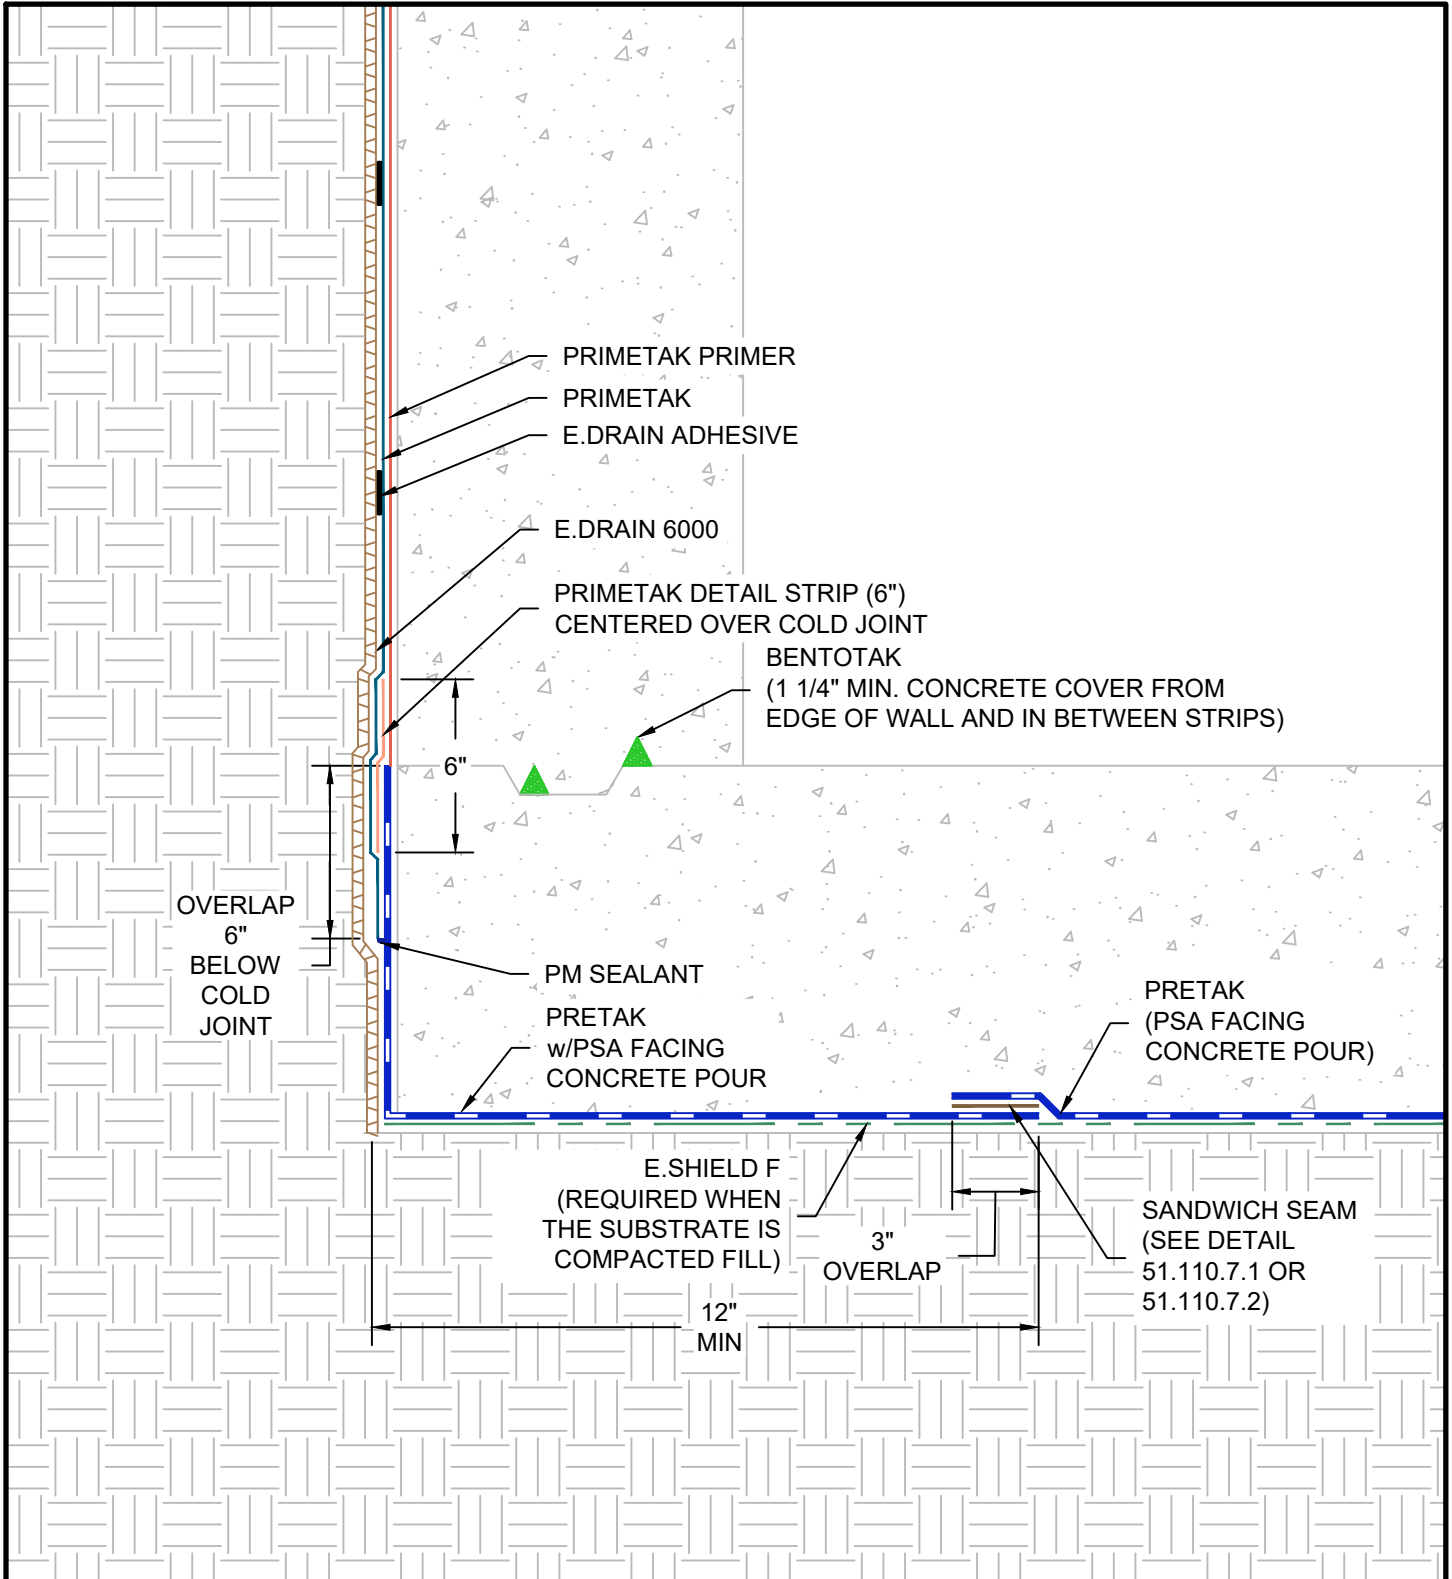 PRIMETAK PRIMER
PRIMETAK
E.DRAIN ADHESIVE
E.DRAIN 6000
PRIMETAK DETAIL STRIP (6")
CENTERED OVER COLD JOINT
BENTOTAK
(1 1/4" MIN. CONCRETE COVER FROM
EDGE OF WALL AND IN BETWEEN STRIPS)
6"
OVERLAP
6"
BELOW
COLD
JOINT
PM SEALANT
PRETAK
w/PSA FACING
CONCRETE POUR
PRETAK
(PSA FACING
CONCRETE POUR)
E.SHIELD F
(REQUIRED WHEN
THE SUBSTRATE IS
COMPACTED FILL)
3"
OVERLAP
SANDWICH SEAM
(SEE DETAIL
51.110.7.1 OR
51.110.7.2)
12"
MIN